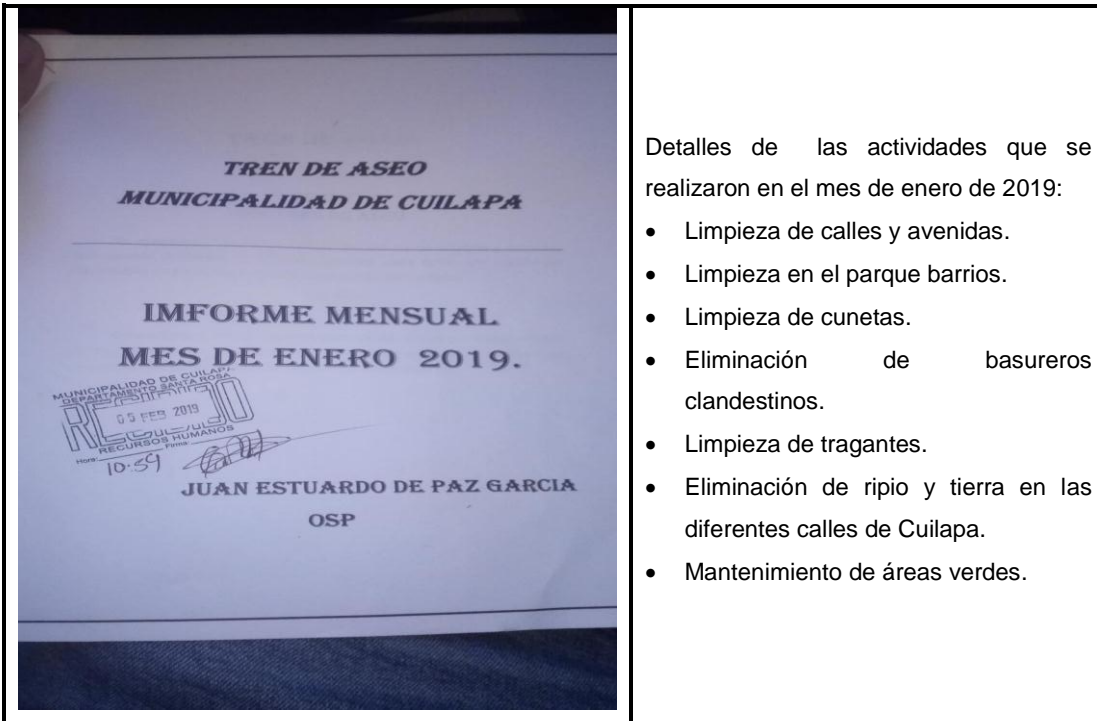 TREN DE ASEO
MUNICIPALIDAD DE CUILAPA
IMFORME MENSUAL
MES DE ENERO 2019.
MUNICIPALIDAD DE CUILAPA
DEPARTAMENTO SANTA ROSA
RECIBIDO
05 FEB 2019
RECURSOS HUMANOS
Hora: Firma:
10:59
JUAN ESTUARDO DE PAZ GARCIA
OSP
Detalles de las actividades que se
realizaron en el mes de enero de 2019:
• Limpieza de calles y avenidas.
• Limpieza en el parque barrios.
• Limpieza de cunetas.
• Eliminación de basureros
clandestinos.
• Limpieza de tragantes.
• Eliminación de ripio y tierra en las
diferentes calles de Cuilapa.
• Mantenimiento de áreas verdes.